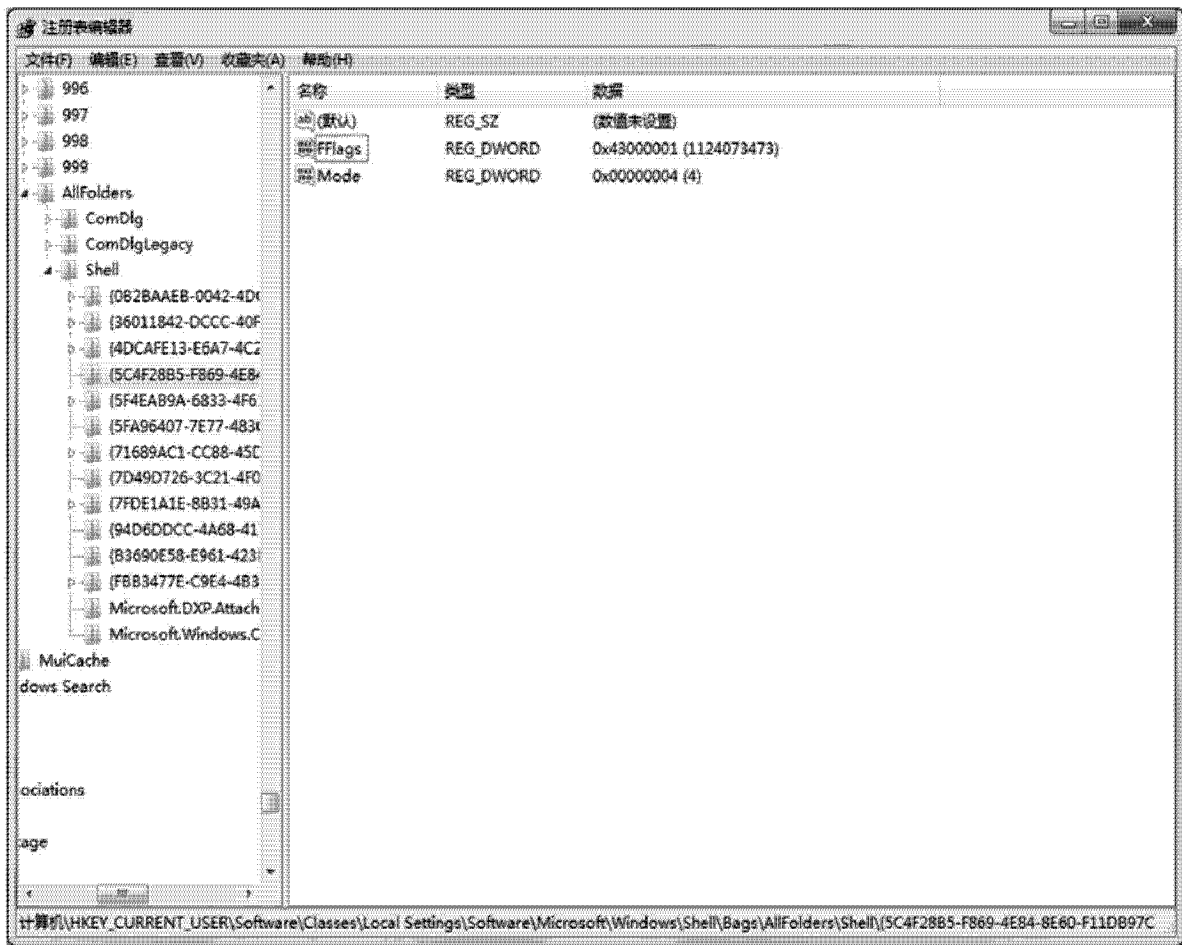 注册表编辑器
文件(F) 编辑(E) 查看(V) 收藏夹(A) 帮助(H)
名称 类型 数据
996
997
998
999
AllFolders
ComDlg
ComDlgLegacy
Shell
{0B2BAAEB-0042-4D
{36011842-DCCC-40F
{4DCAFE13-E6A7-4C2
{5C4F28B5-F869-4E84
{5F4EAB9A-6833-4F6
{5FA96407-7E77-483
{71689AC1-CC88-45D
{7D49D726-3C21-4F0
{7FDE1A1E-8B31-49A
{94D6DDCC-4A68-41
{B3690E58-E961-423
{FBB3477E-C9E4-4B3
Microsoft.DXP.Attach
Microsoft.Windows.C
MuiCache
dows Search
ociations
age
(默认) REG_SZ (数值未设置)
FFlags REG_DWORD 0x43000001 (1124073473)
Mode REG_DWORD 0x00000004 (4)
计算机\HKEY_CURRENT_USER\Software\Classes\Local Settings\Software\Microsoft\Windows\Shell\Bags\AllFolders\Shell\{5C4F28B5-F869-4E84-8E60-F11DB97C